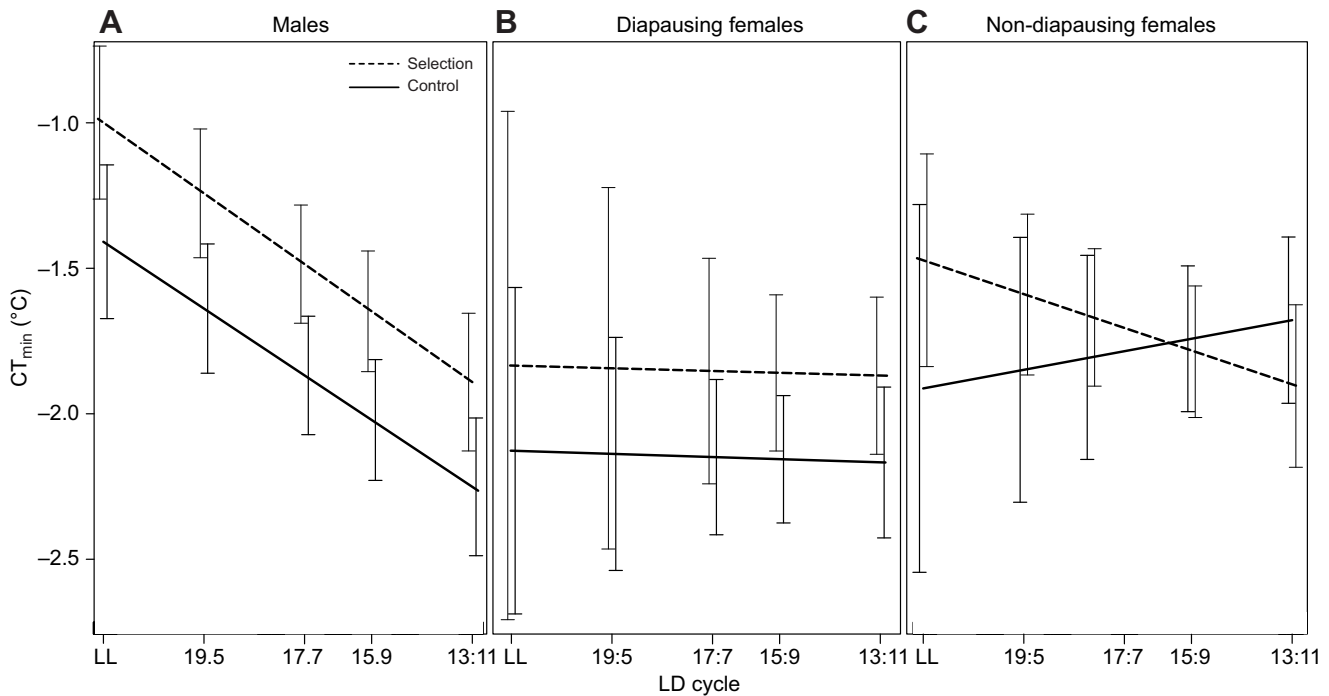 A Males
B Diapausing females
C Non-diapausing females
Selection
Control
–1.0
–1.5
–2.0
–2.5
CTmin (°C)
LL 19.5 17.7 15.9 13:11
LL 19:5 17:7 15:9 13:11
LL 19:5 17:7 15:9 13:11
LD cycle